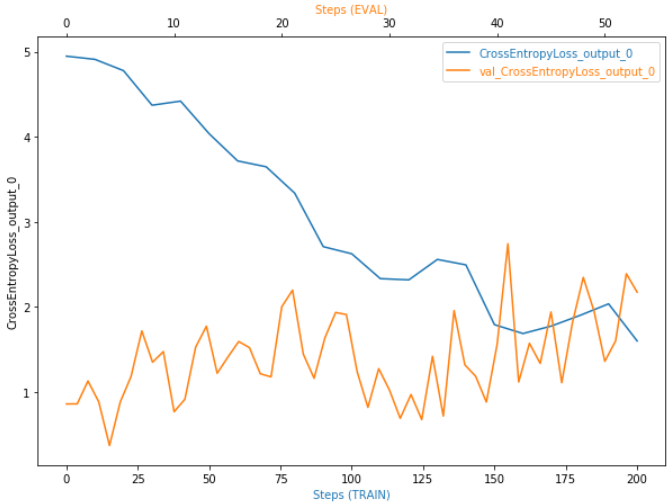 Steps (EVAL)
0 10 20 30 40 50
CrossEntropyLoss_output_0
val_CrossEntropyLoss_output_0
CrossEntropyLoss_output_0
5
4
3
2
1
0 25 50 75 100 125 150 175 200
Steps (TRAIN)